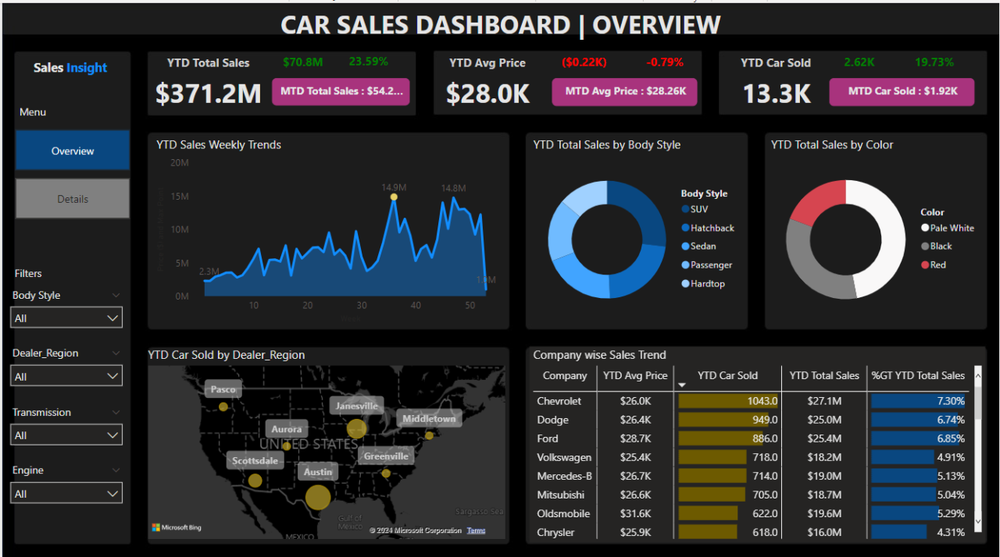 CAR SALES DASHBOARD | OVERVIEW
Sales Insight
Menu
Overview
Details
Filters
Body Style
All
Dealer_Region
All
Transmission
All
Engine
All
YTD Total Sales $70.8M 23.59%
$371.2M MTD Total Sales : $54.2...
YTD Avg Price ($0.22K) -0.79%
$28.0K MTD Avg Price : $28.26K
YTD Car Sold 2.62K 19.73%
13.3K MTD Car Sold : $1.92K
YTD Sales Weekly Trends
20M
15M
10M
5M
0M
2.3M
14.9M
14.8M
10 20 30 40 50
YTD Total Sales by Body Style
Body Style
SUV
Hatchback
Sedan
Passenger
Hardtop
YTD Total Sales by Color
Color
Pale White
Black
Red
YTD Car Sold by Dealer_Region
Pasco
Janesville
Middletown
Aurora
UNITED STATES
Scottsdale
Greenville
Austin
Gulf of
Mexico
Sargasso Sea
MEXICO
Microsoft Bing
© 2024 Microsoft Corporation Terms
Company wise Sales Trend
Company YTD Avg Price YTD Car Sold YTD Total Sales %GT YTD Total Sales
Chevrolet $26.0K 1043.0 $27.1M 7.30%
Dodge $26.4K 949.0 $25.0M 6.74%
Ford $28.7K 886.0 $25.4M 6.85%
Volkswagen $25.4K 718.0 $18.2M 4.91%
Mercedes-B $26.7K 714.0 $19.0M 5.13%
Mitsubishi $26.6K 705.0 $18.7M 5.04%
Oldsmobile $31.6K 622.0 $19.6M 5.29%
Chrysler $25.9K 618.0 $16.0M 4.31%